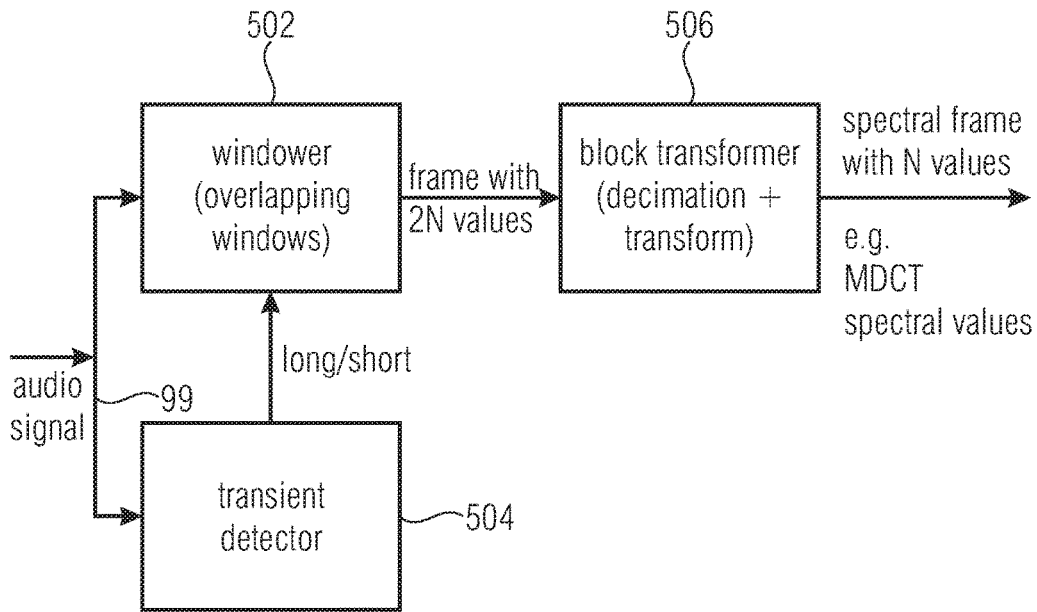 502
506
windower
(overlapping
windows)
frame with
2N values
block transformer
(decimation +
transform)
spectral frame
with N values
e.g.
MDCT
spectral values
long/short
audio
signal
99
transient
detector
504